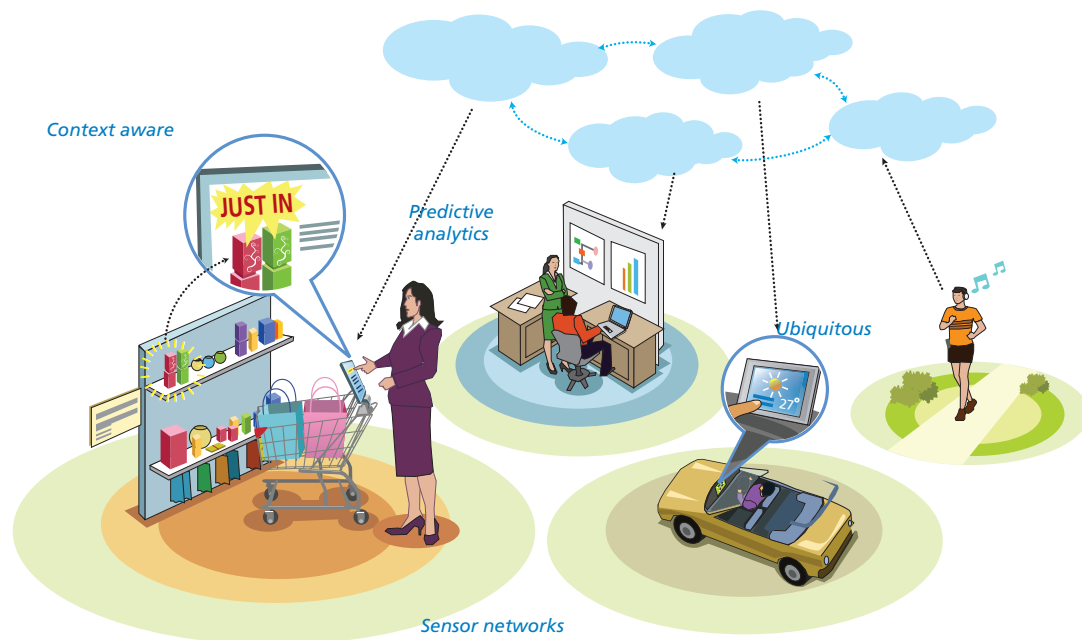 Context aware
JUST IN
Predictive
analytics
Ubiquitous
27°
Sensor networks